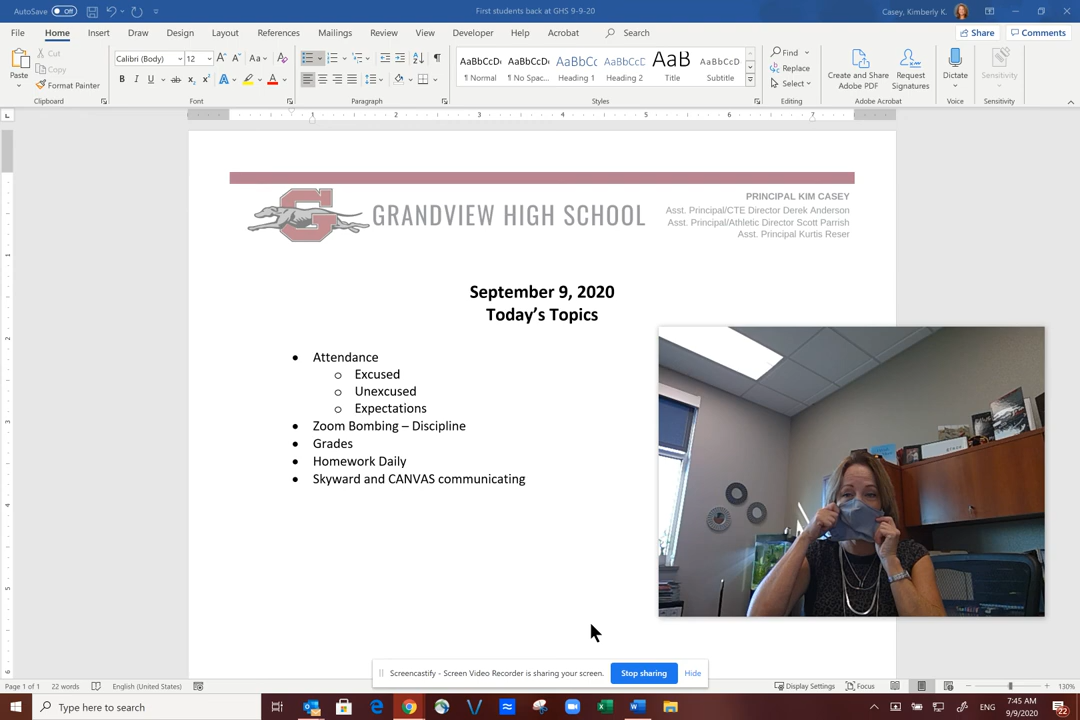 AutoSave Off
First students back at GHS 9-9-20
Casey, Kimberly K.
File Home Insert Draw Design Layout References Mailings Review View Developer Help Acrobat Search
Share Comments
Paste
Cut
Copy
Format Painter
Calibri (Body) 12
AaBbCcDc AaBbCcDc AaBbCc AaBbCcD AaB AaBbCcD
¶ Normal ¶ No Spac... Heading 1 Heading 2 Title Subtitle
Find
Replace
Select
Create and Share
Adobe PDF
Request
Signatures
Dictate
Sensitivity
Clipboard Font Paragraph Styles Editing Adobe Acrobat Voice Sensitivity
GRANDVIEW HIGH SCHOOL
PRINCIPAL KIM CASEY
Asst. Principal/CTE Director Derek Anderson
Asst. Principal/Athletic Director Scott Parrish
Asst. Principal Kurtis Reser
September 9, 2020
Today's Topics
• Attendance
o Excused
o Unexcused
o Expectations
• Zoom Bombing – Discipline
• Grades
• Homework Daily
• Skyward and CANVAS communicating
Screencastify - Screen Video Recorder is sharing your screen. Stop sharing Hide
Page 1 of 1 22 words English (United States) Display Settings Focus 130%
Type here to search
ENG
7:45 AM
9/9/2020
22